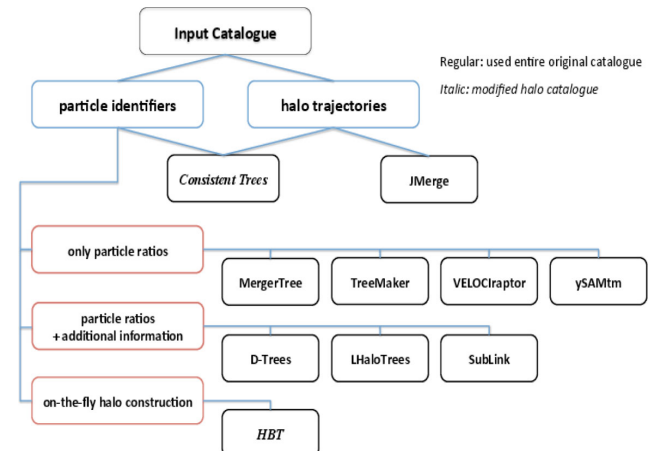 Input Catalogue
Regular: used entire original catalogue
Italic: modified halo catalogue
particle identifiers
halo trajectories
Consistent Trees
JMerge
only particle ratios
MergerTree
TreeMaker
VELOCIraptor
ySAMtm
particle ratios
+ additional information
D-Trees
LHaloTrees
SubLink
on-the-fly halo construction
HBT